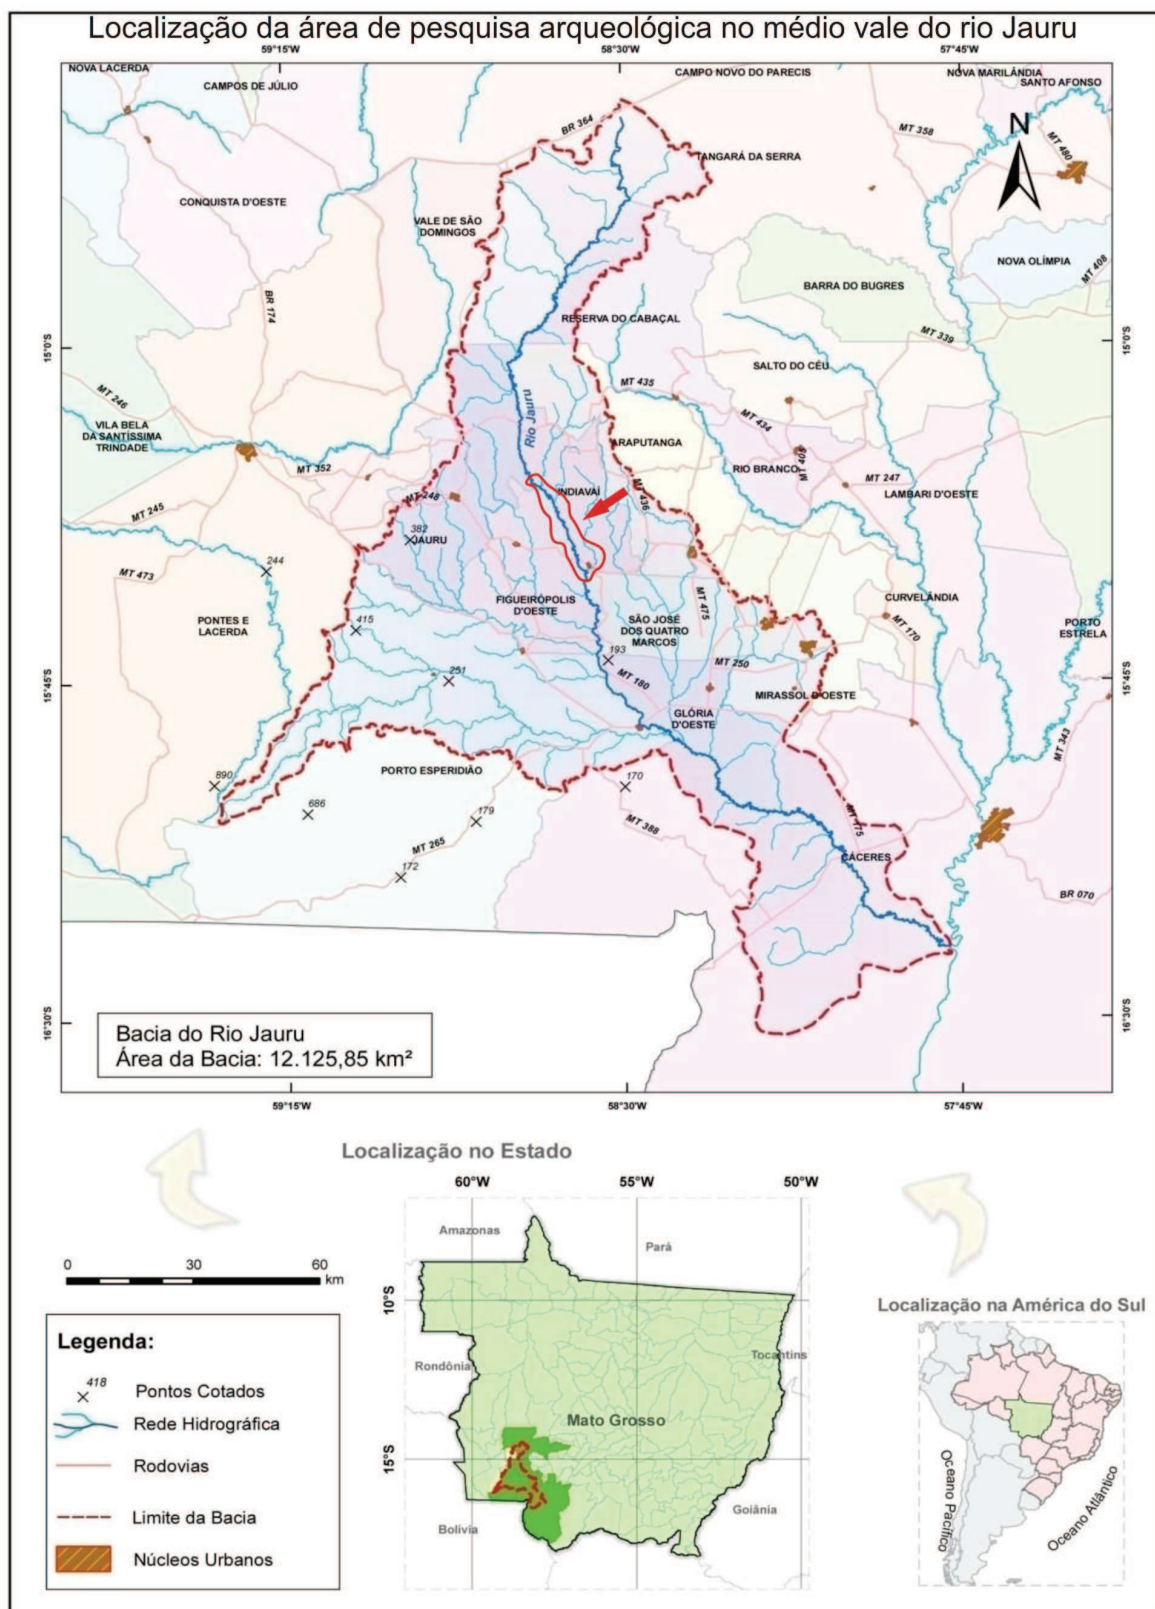 Localização da área de pesquisa arqueológica no médio vale do rio Jauru
59°15'W
58°30'W
57°45'W
NOVA LACERDA
CAMPOS DE JÚLIO
CAMPO NOVO DO PARECIS
NOVA MARILÂNDIA
SANTO AFONSO
BR 364
MT 358
MT 480
N
TANGARÁ DA SERRA
CONQUISTA D'OESTE
VALE DE SÃO
DOMINGOS
NOVA OLÍMPIA
MT 408
BARRA DO BUGRES
BR 174
RESERVA DO CABAÇAL
MT 339
15°0'S
15°0'S
SALTO DO CÉU
MT 435
MT 246
Rio Jauru
MT 434
VILA BELA
DA SANTÍSSIMA
TRINDADE
ARAPUTANGA
MT 405
RIO BRANCO
MT 352
MT 247
LAMBARI D'OESTE
INDIAVAÍ
MT 436
MT 248
MT 245
382
JAURU
244
MT 473
FIGUEIRÓPOLIS
D'OESTE
CURVELÂNDIA
MT 475
SÃO JOSÉ
DOS QUATRO
MARCOS
PONTES E
LACERDA
415
MT 170
PORTO
ESTRELA
193
MT 250
251
MT 180
15°45'S
15°45'S
MIRASSOL D'OESTE
GLÓRIA
D'OESTE
MT 343
PORTO ESPERIDIÃO
890
170
686
179
MT 388
MT 175
MT 265
172
CÁCERES
BR 070
16°30'S
16°30'S
Bacia do Rio Jauru
Área da Bacia: 12.125,85 km²
59°15'W
58°30'W
57°45'W
Localização no Estado
60°W
55°W
50°W
Amazonas
Pará
0
30
60
km
10°S
Localização na América do Sul
Legenda:
418
Pontos Cotados
Rede Hidrográfica
Rodovias
Limite da Bacia
Núcleos Urbanos
Rondônia
Tocantins
Mato Grosso
15°S
Goiânia
Bolivia
Oceano Pacífico
Oceano Atlântico